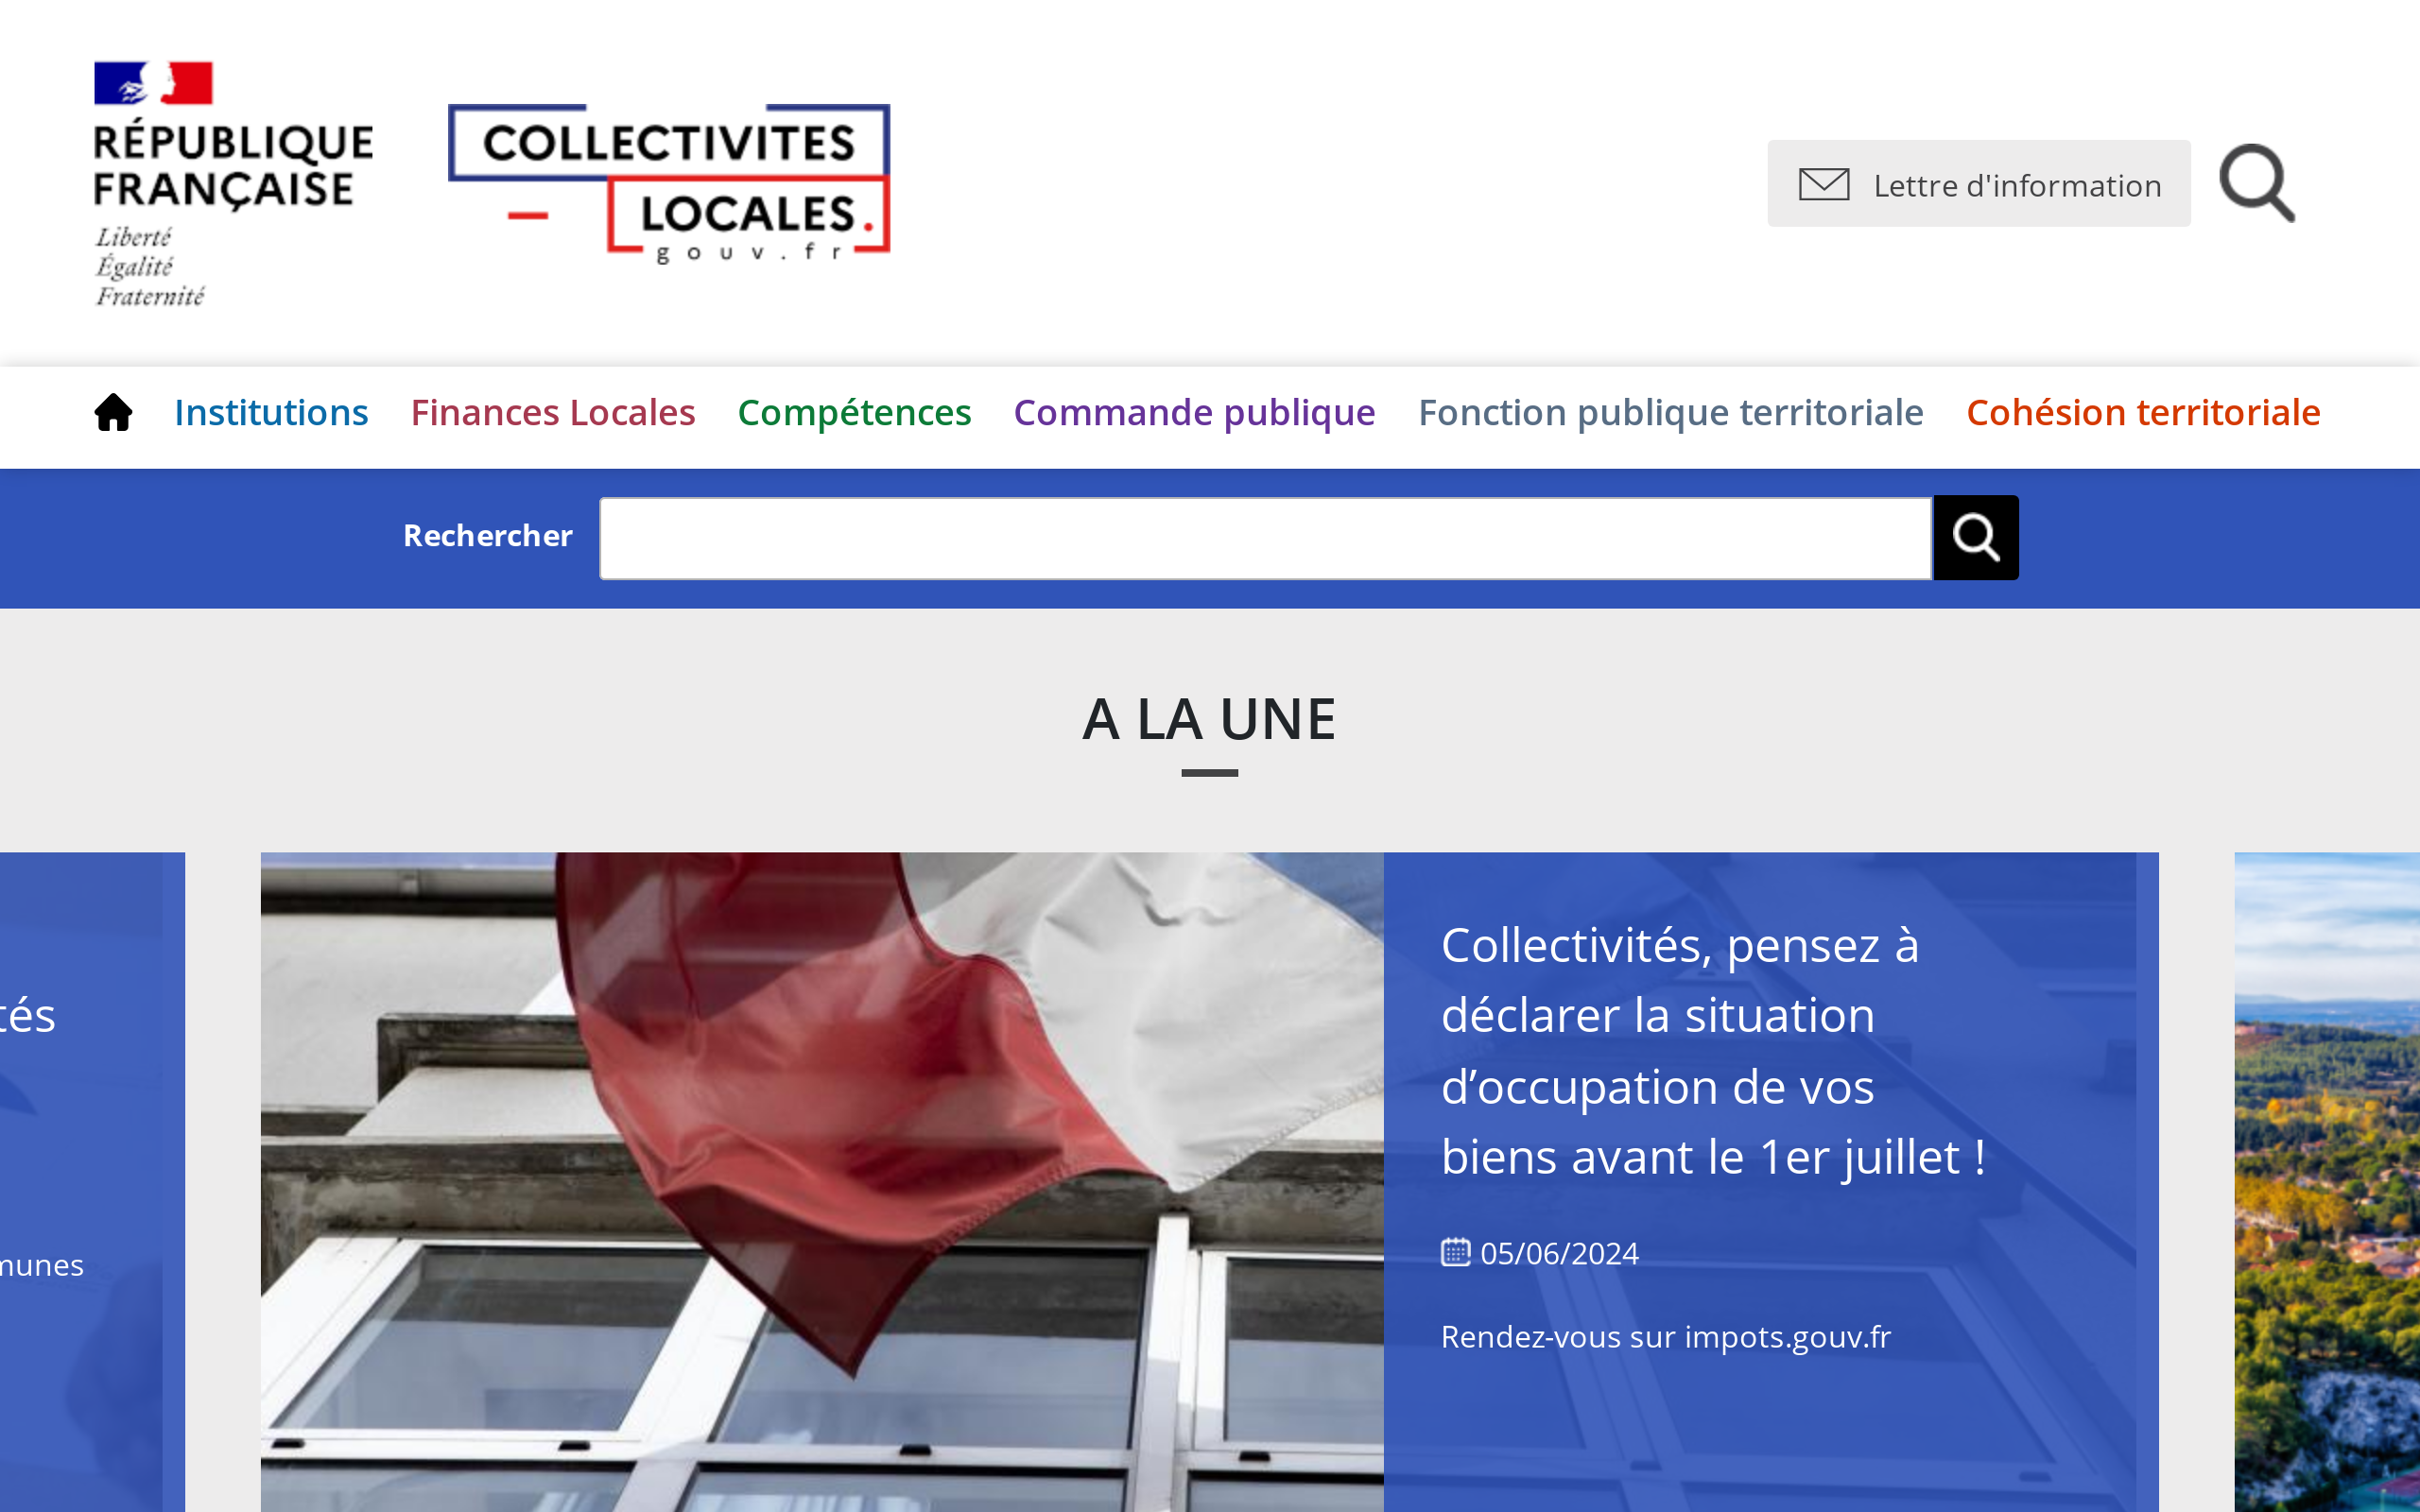 RÉPUBLIQUE
FRANÇAISE
Liberté
Égalité
Fraternité
COLLECTIVITES
LOCALES.
gouv.fr
Lettre d'information
Institutions Finances Locales Compétences Commande publique Fonction publique territoriale Cohésion territoriale
Rechercher
A LA UNE
tés
munes
Collectivités, pensez à
déclarer la situation
d’occupation de vos
biens avant le 1er juillet !
05/06/2024
Rendez-vous sur impots.gouv.fr